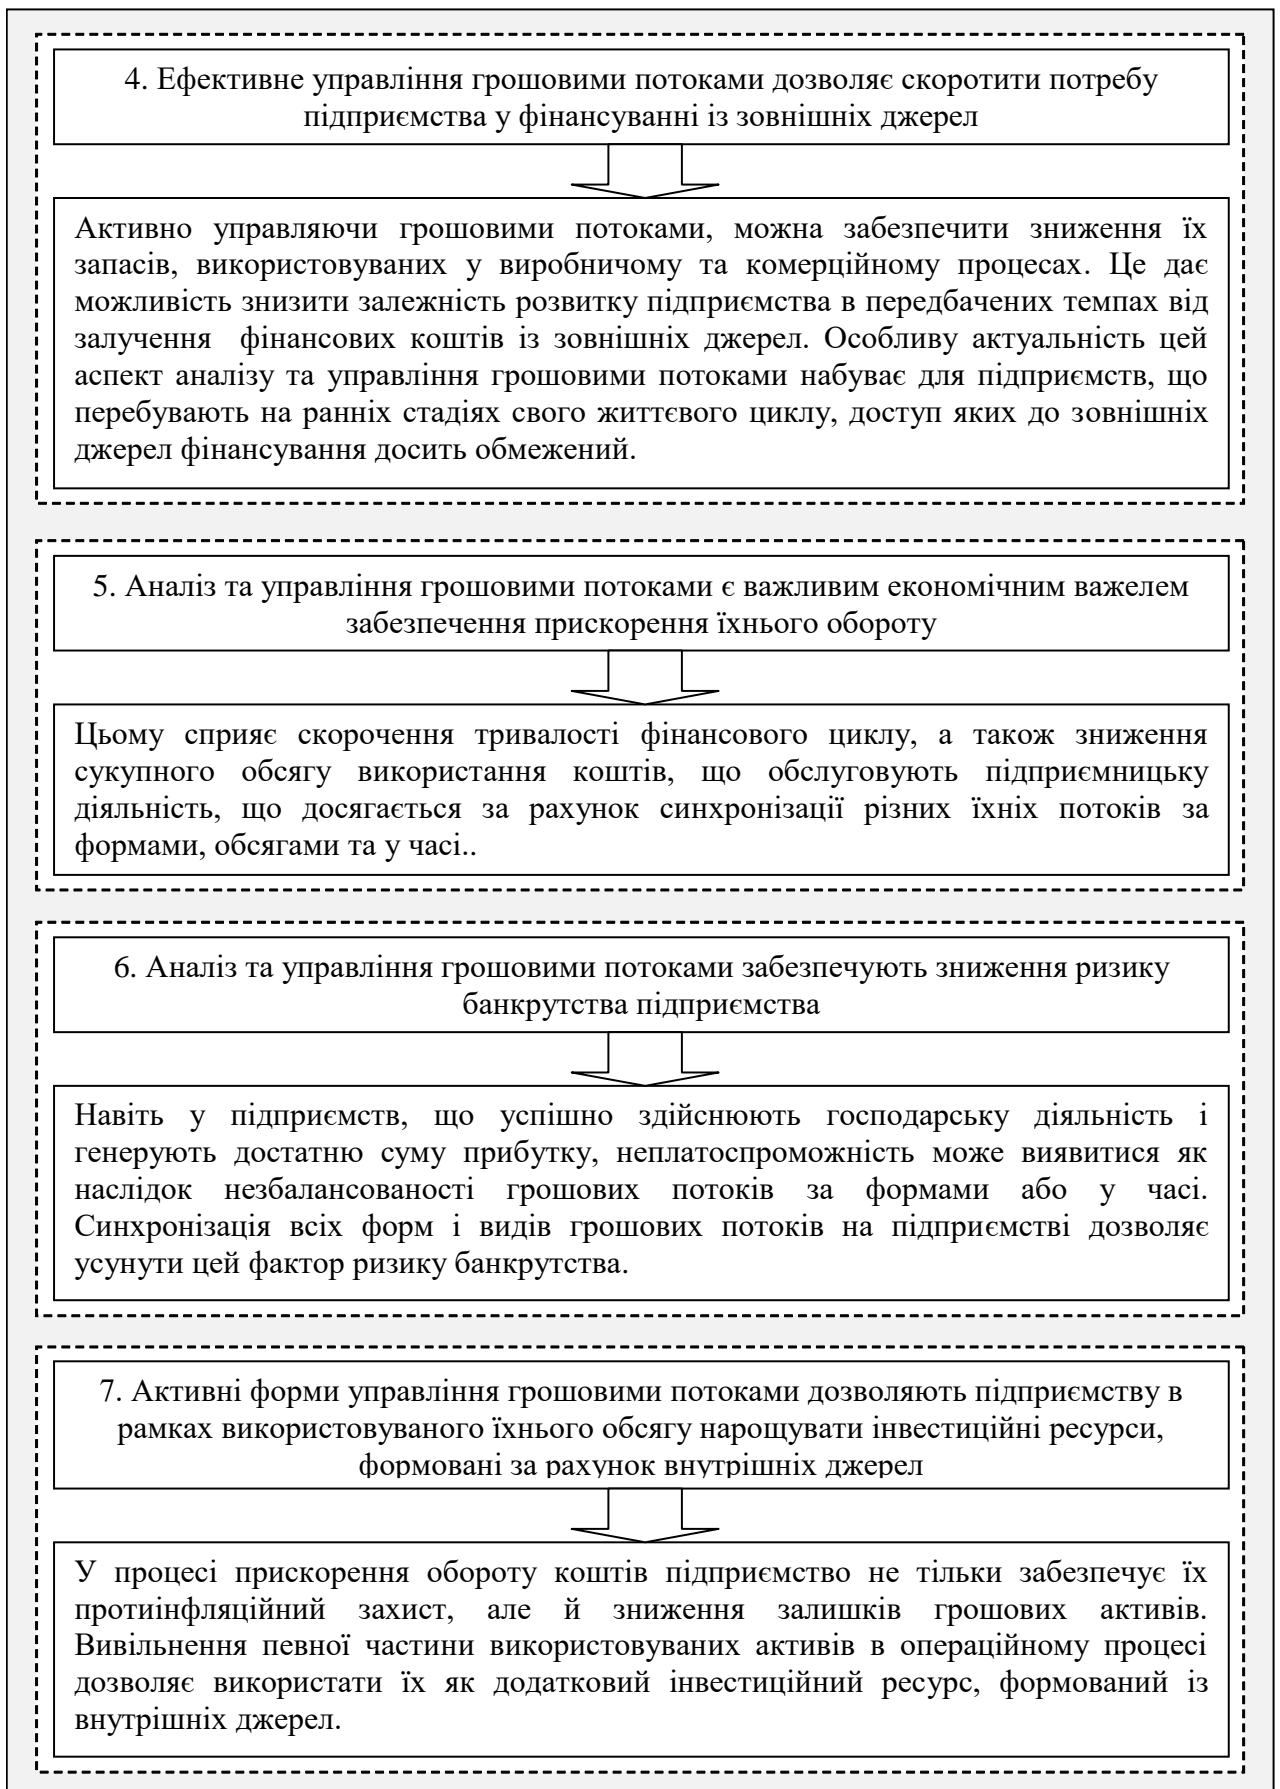 4. Ефективне управління грошовими потоками дозволяє скоротити потребу
підприємства у фінансуванні із зовнішніх джерел
Активно управляючи грошовими потоками, можна забезпечити зниження їх
запасів, використовуваних у виробничому та комерційному процесах. Це дає
можливість знизити залежність розвитку підприємства в передбачених темпах від
залучення фінансових коштів із зовнішніх джерел. Особливу актуальність цей
аспект аналізу та управління грошовими потоками набуває для підприємств, що
перебувають на ранніх стадіях свого життєвого циклу, доступ яких до зовнішніх
джерел фінансування досить обмежений.
5. Аналіз та управління грошовими потоками є важливим економічним важелем
забезпечення прискорення їхнього обороту
Цьому сприяє скорочення тривалості фінансового циклу, а також зниження
сукупного обсягу використання коштів, що обслуговують підприємницьку
діяльність, що досягається за рахунок синхронізації різних їхніх потоків за
формами, обсягами та у часі..
6. Аналіз та управління грошовими потоками забезпечують зниження ризику
банкрутства підприємства
Навіть у підприємств, що успішно здійснюють господарську діяльність і
генерують достатню суму прибутку, неплатоспроможність може виявитися як
наслідок незбалансованості грошових потоків за формами або у часі.
Синхронізація всіх форм і видів грошових потоків на підприємстві дозволяє
усунути цей фактор ризику банкрутства.
7. Активні форми управління грошовими потоками дозволяють підприємству в
рамках використовуваного їхнього обсягу нарощувати інвестиційні ресурси,
формовані за рахунок внутрішніх джерел
У процесі прискорення обороту коштів підприємство не тільки забезпечує їх
протиінфляційний захист, але й зниження залишків грошових активів.
Вивільнення певної частини використовуваних активів в операційному процесі
дозволяє використати їх як додатковий інвестиційний ресурс, формований із
внутрішніх джерел.